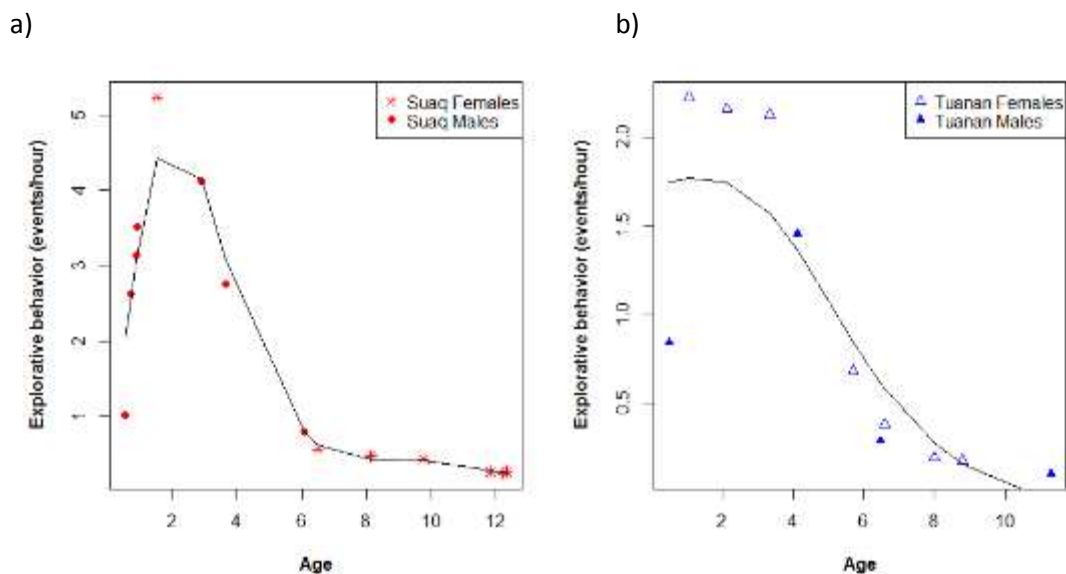 a)
b)
Suaq Females
Suaq Males
Explorative behavior (events/hour)
5
4
3
2
1
2 4 6 8 10 12
Age
Tuanan Females
Tuanan Males
Explorative behavior (events/hour)
2.0
1.5
1.0
0.5
2 4 6 8 10
Age